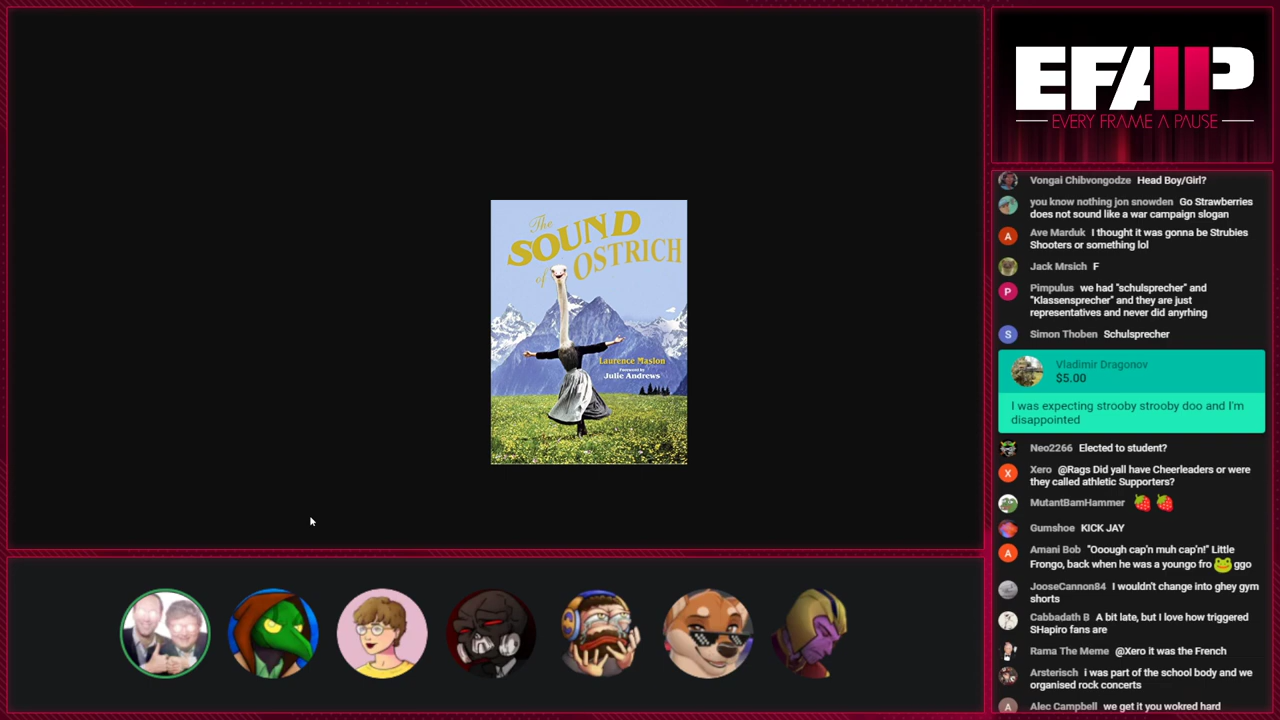 The
SOUND
of OSTRICH
Laurence Maslon
Foreword by
Julie Andrews
EFAP
EVERY FRAME A PAUSE
Vongai Chibvongodze Head Boy/Girl?
you know nothing jon snowden Go Strawberries
does not sound like a war campaign slogan
A
Ave Marduk I thought it was gonna be Strubies
Shooters or something lol
Jack Mrsich F
P
Pimpulus we had "schulsprecher" and
"Klassensprecher" and they are just
representatives and never did anyrhing
S
Simon Thoben Schulsprecher
Vladimir Dragonov
$5.00
I was expecting strooby strooby doo and I'm
disappointed
Neo2266 Elected to student?
X
Xero @Rags Did yall have Cheerleaders or were
they called athletic Supporters?
MutantBamHammer 🍓 🍓
Gumshoe KICK JAY
A
Amani Bob "Ooough cap'n muh cap'n!" Little
Frongo, back when he was a youngo fro🐸ggo
JooseCannon84 I wouldn't change into ghey gym
shorts
Cabbadath B A bit late, but I love how triggered
SHapiro fans are
Rama The Meme @Xero it was the French
Arsterisch i was part of the school body and we
organised rock concerts
A
Alec Campbell we get it you wokred hard